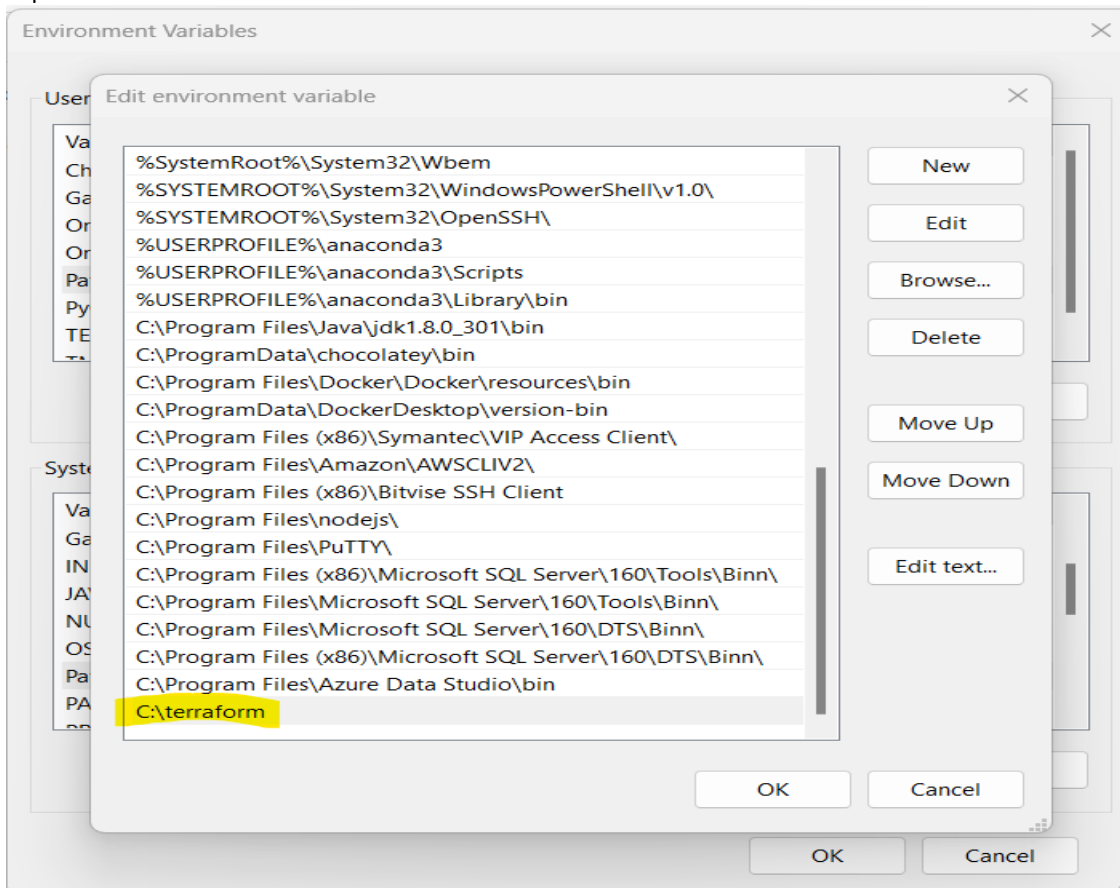 Environment Variables
User
Edit environment variable
Va
Ch
Ga
Or
Or
Pa
Py
TE
%SystemRoot%\System32\Wbem
%SYSTEMROOT%\System32\WindowsPowerShell\v1.0\
%SYSTEMROOT%\System32\OpenSSH\
%USERPROFILE%\anaconda3
%USERPROFILE%\anaconda3\Scripts
%USERPROFILE%\anaconda3\Library\bin
C:\Program Files\Java\jdk1.8.0_301\bin
C:\ProgramData\chocolatey\bin
C:\Program Files\Docker\Docker\resources\bin
C:\ProgramData\DockerDesktop\version-bin
C:\Program Files (x86)\Symantec\VIP Access Client\
C:\Program Files\Amazon\AWSCLIV2\
C:\Program Files (x86)\Bitvise SSH Client
C:\Program Files\nodejs\
C:\Program Files\PuTTY\
C:\Program Files (x86)\Microsoft SQL Server\160\Tools\Binn\
C:\Program Files\Microsoft SQL Server\160\Tools\Binn\
C:\Program Files\Microsoft SQL Server\160\DTS\Binn\
C:\Program Files (x86)\Microsoft SQL Server\160\DTS\Binn\
C:\Program Files\Azure Data Studio\bin
C:\terraform
New
Edit
Browse...
Delete
Move Up
Move Down
Edit text...
Syste
Va
Ga
IN
JA
NU
OS
Pa
PA
OK
Cancel
OK
Cancel